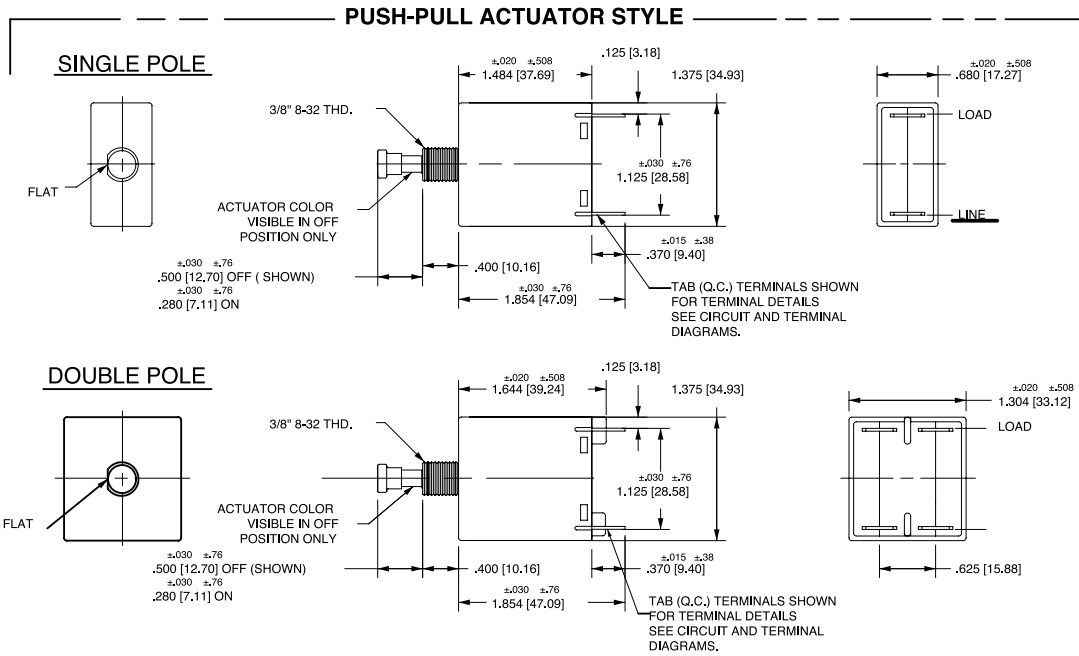 PUSH-PULL ACTUATOR STYLE
SINGLE POLE
±.020 ±.508
1.484 [37.69]
.125 [3.18]
1.375 [34.93]
±.020 ±.508
.680 [17.27]
3/8" 8-32 THD.
LOAD
FLAT
±.030 ±.76
1.125 [28.58]
ACTUATOR COLOR
VISIBLE IN OFF
POSITION ONLY
LINE
±.015 ±.38
.370 [9.40]
±.030 ±.76
.500 [12.70] OFF ( SHOWN)
±.030 ±.76
.280 [7.11] ON
.400 [10.16]
±.030 ±.76
1.854 [47.09]
TAB (Q.C.) TERMINALS SHOWN
FOR TERMINAL DETAILS
SEE CIRCUIT AND TERMINAL
DIAGRAMS.
DOUBLE POLE
±.020 ±.508
1.644 [39.24]
.125 [3.18]
1.375 [34.93]
±.020 ±.508
1.304 [33.12]
3/8" 8-32 THD.
LOAD
±.030 ±.76
1.125 [28.58]
FLAT
ACTUATOR COLOR
VISIBLE IN OFF
POSITION ONLY
±.015 ±.38
.370 [9.40]
±.030 ±.76
.500 [12.70] OFF (SHOWN)
±.030 ±.76
.280 [7.11] ON
.400 [10.16]
.625 [15.88]
±.030 ±.76
1.854 [47.09]
TAB (Q.C.) TERMINALS SHOWN
FOR TERMINAL DETAILS
SEE CIRCUIT AND TERMINAL
DIAGRAMS.